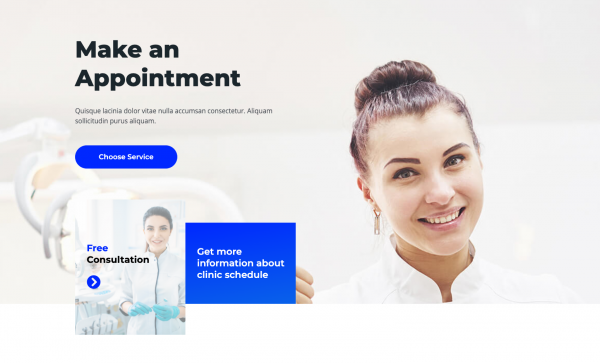 Make an
Appointment
Quisque lacinia dolor vitae nulla accumsan consectetur. Aliquam
sollicitudin purus aliquam.
Choose Service
Free
Consultation
Get more
information about
clinic schedule